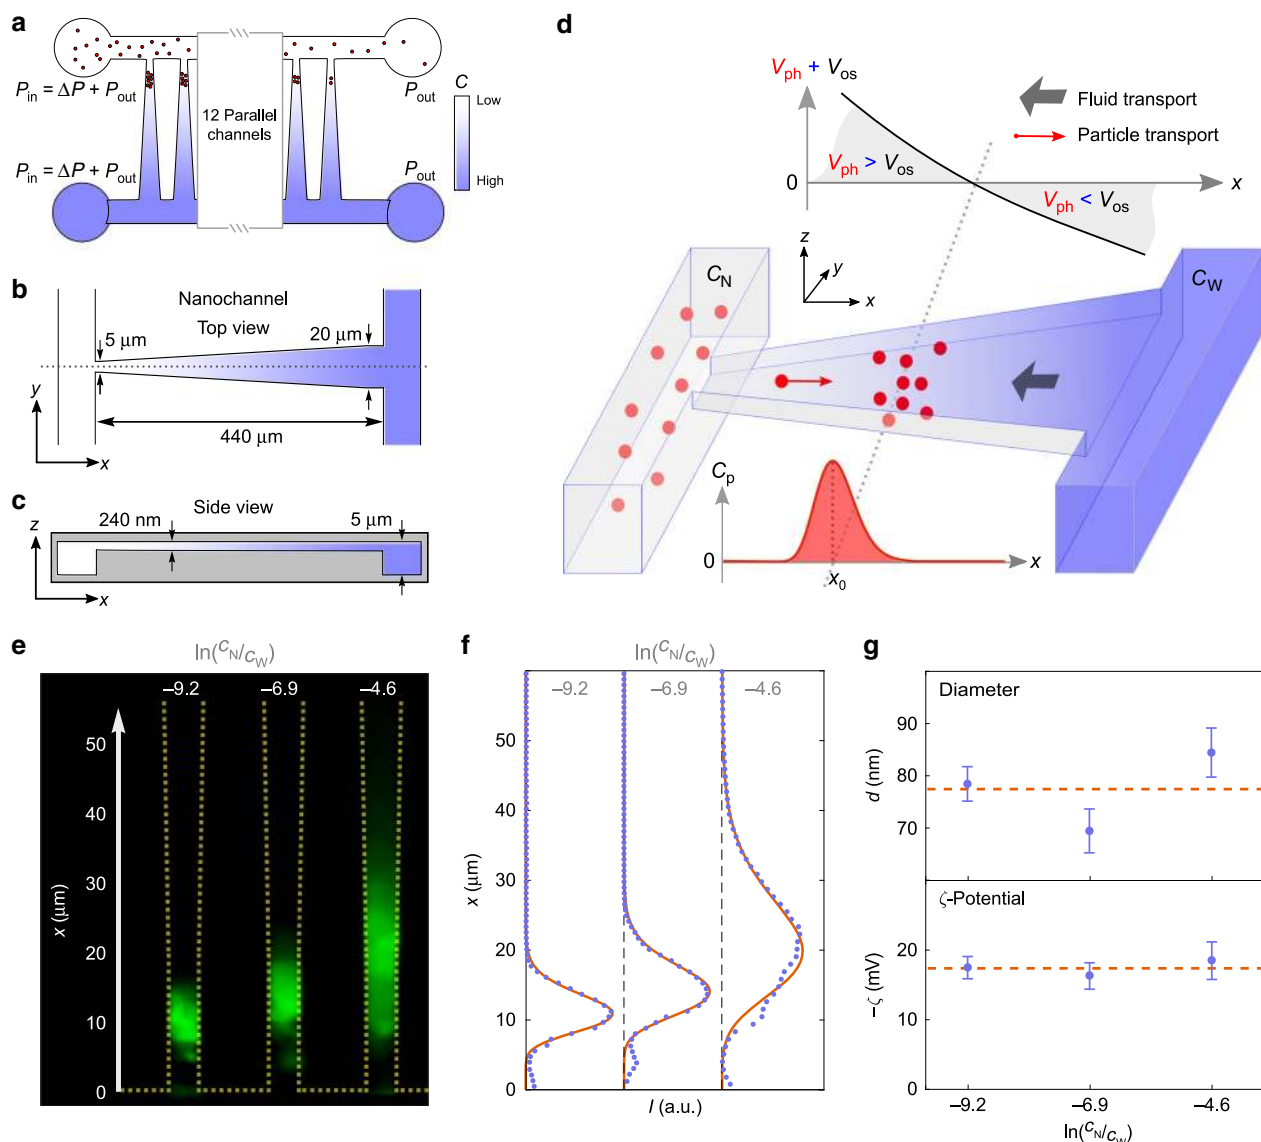 a
P_in = ΔP + P_out
P_out
C
Low
12 Parallel
channels
P_in = ΔP + P_out
P_out
High
b
Nanochannel
Top view
5 μm
20 μm
440 μm
y
x
c
Side view
240 nm
5 μm
z
x
d
V_ph + V_os
Fluid transport
Particle transport
V_ph > V_os
0
x
V_ph < V_os
z
y
x
C_N
C_W
C_p
0
x
x_0
e
ln(c_N/c_W)
–9.2
–6.9
–4.6
50
40
30
20
10
0
x (μm)
f
ln(c_N/c_W)
–9.2
–6.9
–4.6
50
40
30
20
10
0
x (μm)
I (a.u.)
g
Diameter
90
80
70
d (nm)
ζ-Potential
20
10
0
–ζ (mV)
–9.2
–6.9
–4.6
ln(c_N/c_W)